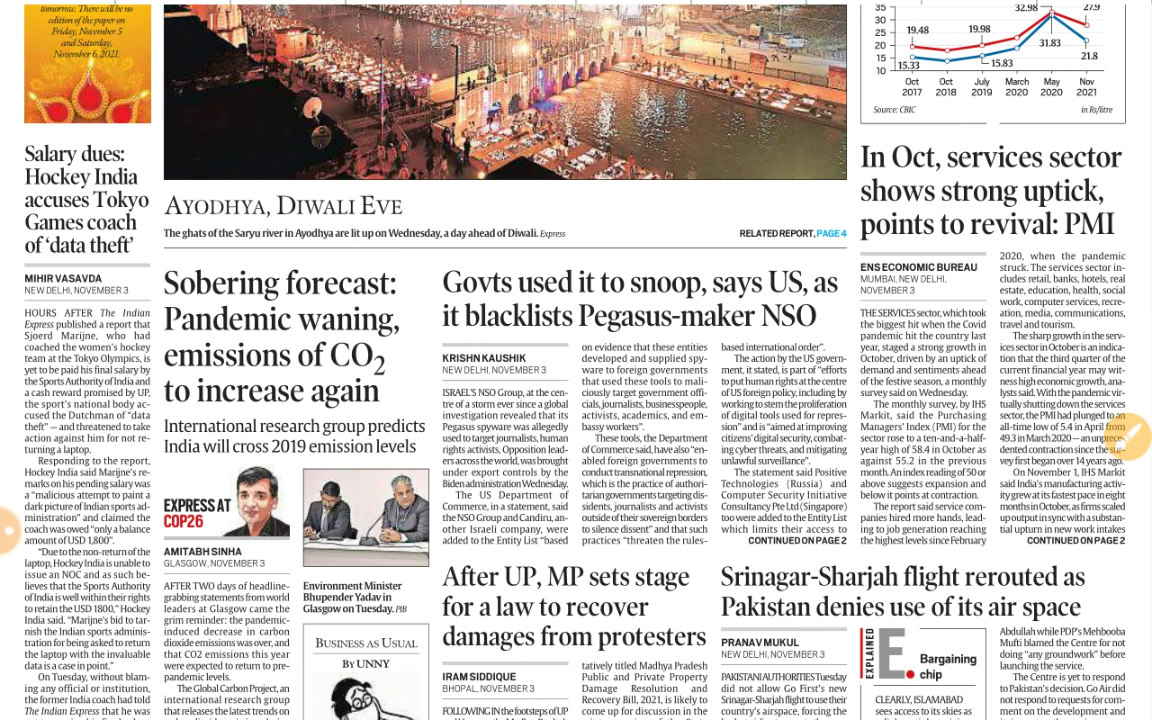 tomorrow. There will be no
edition of the paper on
Friday, November 5
and Saturday,
November 6, 2021.
Salary dues:
Hockey India
accuses Tokyo
Games coach
of ‘data theft’
MIHIR VASAVDA
NEW DELHI, NOVEMBER 3
HOURS AFTER The Indian
Express published a report that
Sjoerd Marijne, who had
coached the women's hockey
team at the Tokyo Olympics, is
yet to be paid his final salary by
the Sports Authority of India and
a cash reward promised by UP,
the sport's national body ac-
cused the Dutchman of “data
theft” — and threatened to take
action against him for not re-
turning a laptop.
Responding to the report,
Hockey India said Marijne's re-
marks on his pending salary was
a “malicious attempt to paint a
dark picture of Indian sports ad-
ministration” and claimed the
coach was owed “only a balance
amount of USD 1,800”.
“Due to the non-return of the
laptop, Hockey India is unable to
issue an NOC and as such be-
lieves that the Sports Authority
of India is well within their rights
to retain the USD 1800,” Hockey
India said. “Marijne's bid to tar-
nish the Indian sports adminis-
tration for being asked to return
the laptop with the invaluable
data is a case in point.”
On Tuesday, without blam-
ing any official or institution,
the former India coach had told
The Indian Express that he was
AYODHYA, DIWALI EVE
The ghats of the Saryu river in Ayodhya are lit up on Wednesday, a day ahead of Diwali. Express
RELATED REPORT, PAGE 4
Sobering forecast:
Pandemic waning,
emissions of CO2
to increase again
International research group predicts
India will cross 2019 emission levels
EXPRESS AT
COP26
AMITABH SINHA
GLASGOW, NOVEMBER 3
AFTER TWO days of headline-
grabbing statements from world
leaders at Glasgow came the
grim reminder: the pandemic-
induced decrease in carbon
dioxide emissions was over, and
that CO2 emissions this year
were expected to return to pre-
pandemic levels.
The Global Carbon Project, an
international research group
that releases the latest trends on
Environment Minister
Bhupender Yadav in
Glasgow on Tuesday. PIB
BUSINESS AS USUAL
BY UNNY
Govts used it to snoop, says US, as
it blacklists Pegasus-maker NSO
KRISHN KAUSHIK
NEW DELHI, NOVEMBER 3
ISRAEL'S NSO Group, at the cen-
tre of a storm ever since a global
investigation revealed that its
Pegasus spyware was allegedly
used to target journalists, human
rights activists, Opposition lead-
ers across the world, was brought
under export controls by the
Biden administration Wednesday.
The US Department of
Commerce, in a statement, said
the NSO Group and Candiru, an-
other Israeli company, were
added to the Entity List “based
on evidence that these entities
developed and supplied spy-
ware to foreign governments
that used these tools to mali-
ciously target government offi-
cials, journalists, businesspeople,
activists, academics, and em-
bassy workers”.
These tools, the Department
of Commerce said, have also “en-
abled foreign governments to
conduct transnational repression,
which is the practice of authori-
tarian governments targeting dis-
sidents, journalists and activists
outside of their sovereign borders
to silence dissent” and that such
practices “threaten the rules-
based international order”.
The action by the US govern-
ment, it stated, is part of “efforts
to put human rights at the centre
of US foreign policy, including by
working to stem the proliferation
of digital tools used for repres-
sion” and is “aimed at improving
citizens' digital security, combat-
ing cyber threats, and mitigating
unlawful surveillance”.
The statement said Positive
Technologies (Russia) and
Computer Security Initiative
Consultancy Pte Ltd (Singapore)
too were added to the Entity List
which limits their access to
CONTINUED ON PAGE 2
After UP, MP sets stage
for a law to recover
damages from protesters
IRAM SIDDIQUE
BHOPAL, NOVEMBER 3
FOLLOWING IN the footsteps of UP
tatively titled Madhya Pradesh
Public and Private Property
Damage Resolution and
Recovery Bill, 2021, is likely to
come up for discussion in the
Srinagar-Sharjah flight rerouted as
Pakistan denies use of its air space
PRANAV MUKUL
NEW DELHI, NOVEMBER 3
PAKISTANI AUTHORITIES Tuesday
did not allow Go First's new
Srinagar-Sharjah flight to use their
country's airspace, forcing the
EXPLAINED
E.
Bargaining
chip
CLEARLY, ISLAMABAD
sees access to its skies as
Abdullah while PDP's Mehbooba
Mufti blamed the Centre for not
doing “any groundwork” before
launching the service.
The Centre is yet to respond
to Pakistan's decision. Go Air did
not respond to requests for com-
ment on the development and
35
30
25
20
15
10
19.48
15.33
19.98
15.83
32.98
31.83
27.9
21.8
Oct Oct July March May Nov
2017 2018 2019 2020 2020 2021
Source: CBIC
in Rs/litre
In Oct, services sector
shows strong uptick,
points to revival: PMI
ENS ECONOMIC BUREAU
MUMBAI, NEW DELHI,
NOVEMBER 3
THE SERVICES sector, which took
the biggest hit when the Covid
pandemic hit the country last
year, staged a strong growth in
October, driven by an uptick of
demand and sentiments ahead
of the festive season, a monthly
survey said on Wednesday.
The monthly survey, by IHS
Markit, said the Purchasing
Managers' Index (PMI) for the
sector rose to a ten-and-a-half-
year high of 58.4 in October as
against 55.2 in the previous
month. An index reading of 50 or
above suggests expansion and
below it points at contraction.
The report said service com-
panies hired more hands, lead-
ing to job generation reaching
the highest levels since February
2020, when the pandemic
struck. The services sector in-
cludes retail, banks, hotels, real
estate, education, health, social
work, computer services, recre-
ation, media, communications,
travel and tourism.
The sharp growth in the serv-
ices sector in October is an indica-
tion that the third quarter of the
current financial year may wit-
ness high economic growth, ana-
lysts said. With the pandemic vir-
tually shutting down the services
sector, the PMI had plunged to an
all-time low of 5.4 in April from
49.3 in March 2020 — an unprece-
dented contraction since the sur-
vey first began over 14 years ago.
On November 1, IHS Markit
said India's manufacturing activ-
ity grew at its fastest pace in eight
months in October, as firms scaled
up output in sync with a substan-
tial upturn in new work intakes
CONTINUED ON PAGE 2